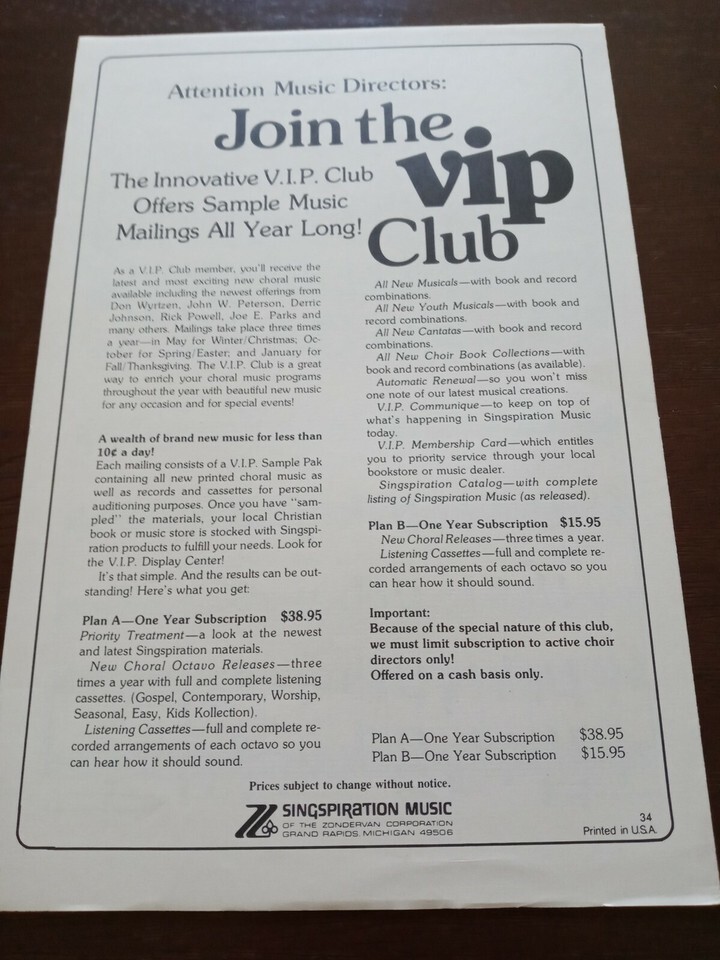 Attention Music Directors:
Join the
vip
Club
The Innovative V.I.P. Club
Offers Sample Music
Mailings All Year Long!
As a V.I.P. Club member, you'll receive the
latest and most exciting new choral music
available including the newest offerings from
Don Wyrtzen, John W. Peterson, Derric
Johnson, Rick Powell, Joe E. Parks and
many others. Mailings take place three times
a year—in May for Winter/Christmas; Oc-
tober for Spring/Easter; and January for
Fall/Thanksgiving. The V.I.P. Club is a great
way to enrich your choral music programs
throughout the year with beautiful new music
for any occasion and for special events!
A wealth of brand new music for less than
10¢ a day!
Each mailing consists of a V.I.P. Sample Pak
containing all new printed choral music as
well as records and cassettes for personal
auditioning purposes. Once you have "sam-
pled" the materials, your local Christian
book or music store is stocked with Singspi-
ration products to fulfill your needs. Look for
the V.I.P. Display Center!
It's that simple. And the results can be out-
standing! Here's what you get:
Plan A—One Year Subscription $38.95
Priority Treatment—a look at the newest
and latest Singspiration materials.
New Choral Octavo Releases—three
times a year with full and complete listening
cassettes. (Gospel, Contemporary, Worship,
Seasonal, Easy, Kids Kollection).
Listening Cassettes—full and complete re-
corded arrangements of each octavo so you
can hear how it should sound.
All New Musicals—with book and record
combinations.
All New Youth Musicals—with book and
record combinations.
All New Cantatas—with book and record
combinations.
All New Choir Book Collections—with
book and record combinations (as available).
Automatic Renewal—so you won't miss
one note of our latest musical creations.
V.I.P. Communique—to keep on top of
what's happening in Singspiration Music
today.
V.I.P. Membership Card—which entitles
you to priority service through your local
bookstore or music dealer.
Singspiration Catalog—with complete
listing of Singspiration Music (as released).
Plan B—One Year Subscription $15.95
New Choral Releases—three times a year.
Listening Cassettes—full and complete re-
corded arrangements of each octavo so you
can hear how it should sound.
Important:
Because of the special nature of this club,
we must limit subscription to active choir
directors only!
Offered on a cash basis only.
Plan A—One Year Subscription $38.95
Plan B—One Year Subscription $15.95
Prices subject to change without notice.
SINGSPIRATION MUSIC
OF THE ZONDERVAN CORPORATION
GRAND RAPIDS, MICHIGAN 49506
34
Printed in U.S.A.